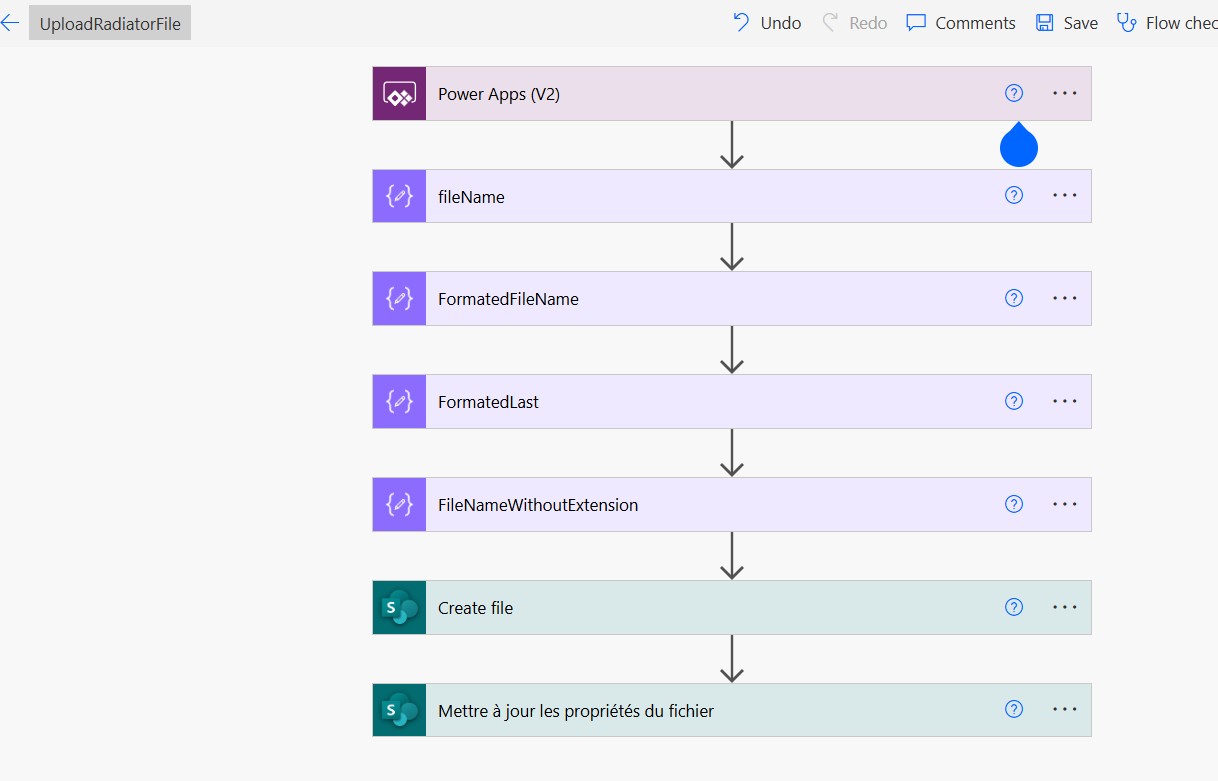 UploadRadiatorFile
Undo Redo Comments Save Flow chec
Power Apps (V2)
fileName
FormatedFileName
FormatedLast
FileNameWithoutExtension
S Create file
S Mettre à jour les propriétés du fichier